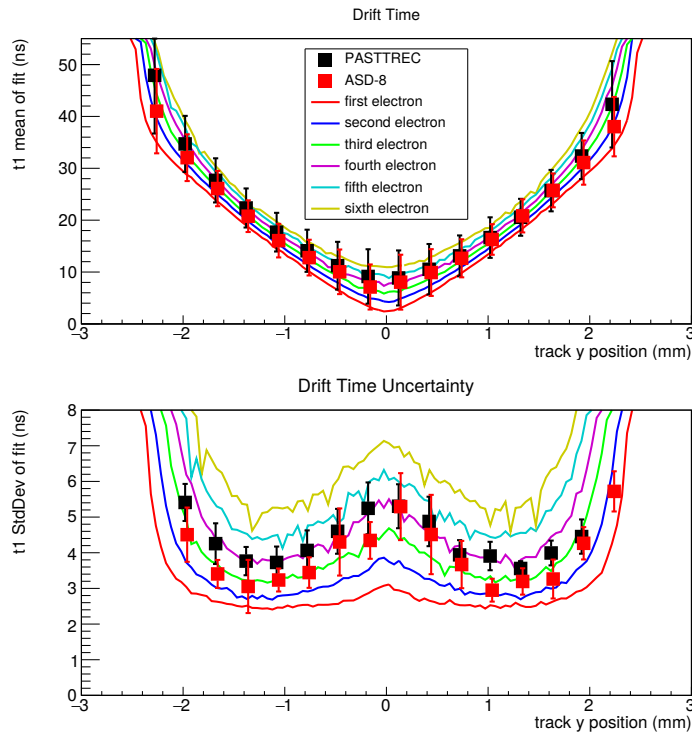 Drift Time
t1 mean of fit (ns)
50
40
30
20
10
0
PASTTREC
ASD-8
first electron
second electron
third electron
fourth electron
fifth electron
sixth electron
−3 −2 −1 0 1 2 3
track y position (mm)
Drift Time Uncertainty
t1 StdDev of fit (ns)
8
7
6
5
4
3
2
1
0
−3 −2 −1 0 1 2 3
track y position (mm)